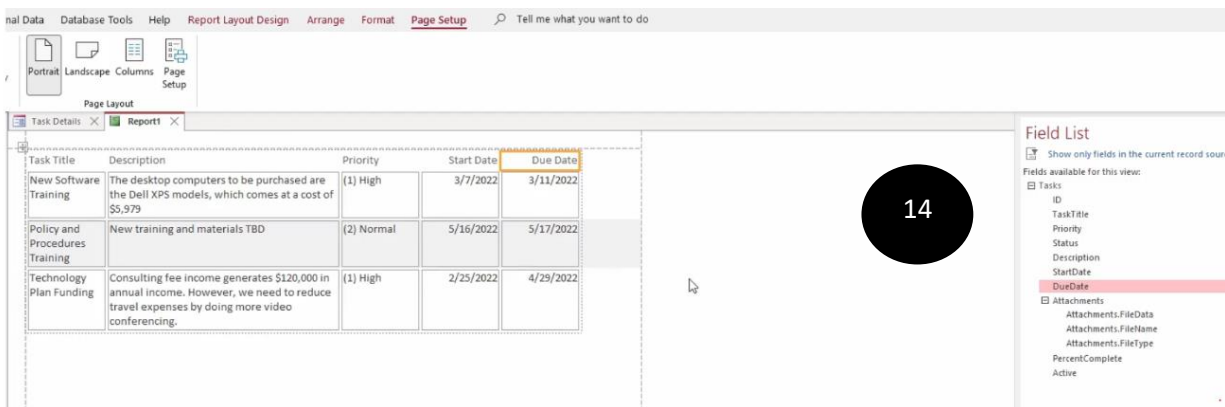 nal Data Database Tools Help Report Layout Design Arrange Format Page Setup Tell me what you want to do
Portrait Landscape Columns Page Setup
Page Layout
Task Details Report1
Task Title Description Priority Start Date Due Date
New Software Training
The desktop computers to be purchased are
the Dell XPS models, which comes at a cost of
$5,979
(1) High 3/7/2022 3/11/2022
Policy and
Procedures
Training
New training and materials TBD (2) Normal 5/16/2022 5/17/2022
Technology
Plan Funding
Consulting fee income generates $120,000 in
annual income. However, we need to reduce
travel expenses by doing more video
conferencing.
(1) High 2/25/2022 4/29/2022
14
Field List
Show only fields in the current record sour
Fields available for this view:
Tasks
ID
TaskTitle
Priority
Status
Description
StartDate
DueDate
Attachments
Attachments.FileData
Attachments.FileName
Attachments.FileType
PercentComplete
Active